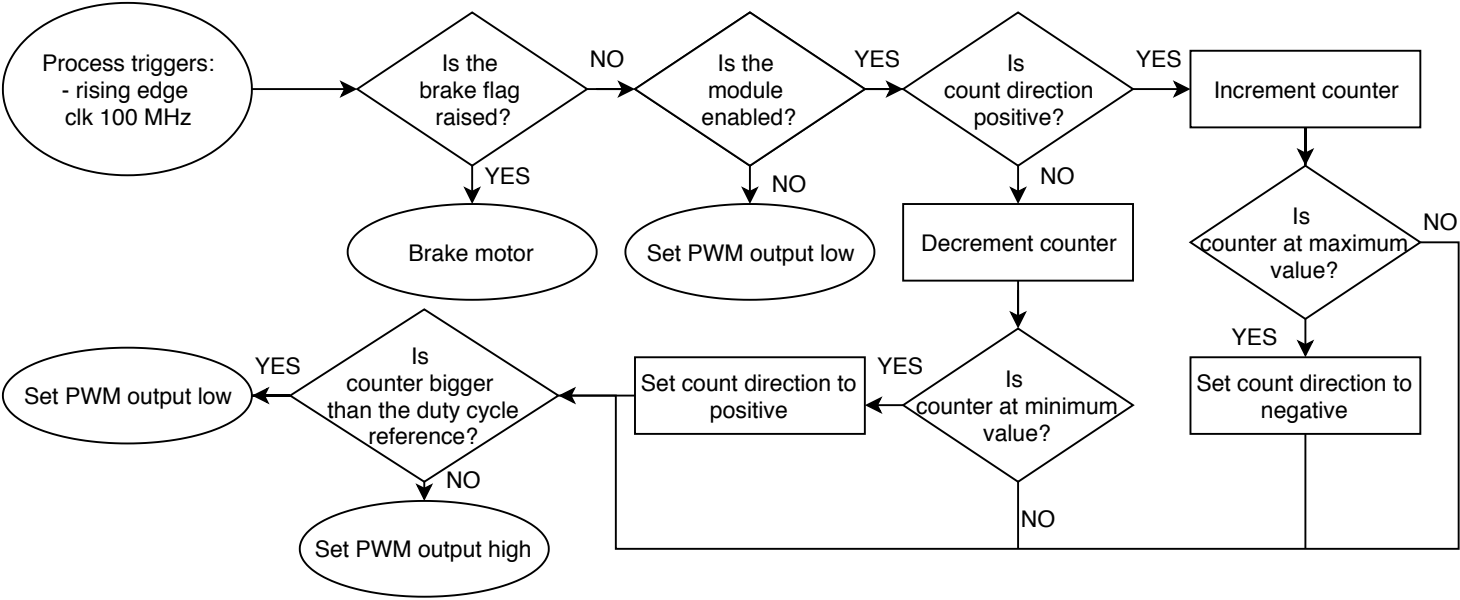 Process triggers:
- rising edge
clk 100 MHz
Is the
brake flag
raised?
NO
YES
Brake motor
Is the
module
enabled?
YES
NO
Set PWM output low
Is
count direction
positive?
YES
NO
Increment counter
Is
counter at maximum
value?
NO
YES
Set count direction to
negative
Decrement counter
Is
counter at minimum
value?
YES
NO
Set count direction to
positive
Is
counter bigger
than the duty cycle
reference?
YES
NO
Set PWM output low
Set PWM output high